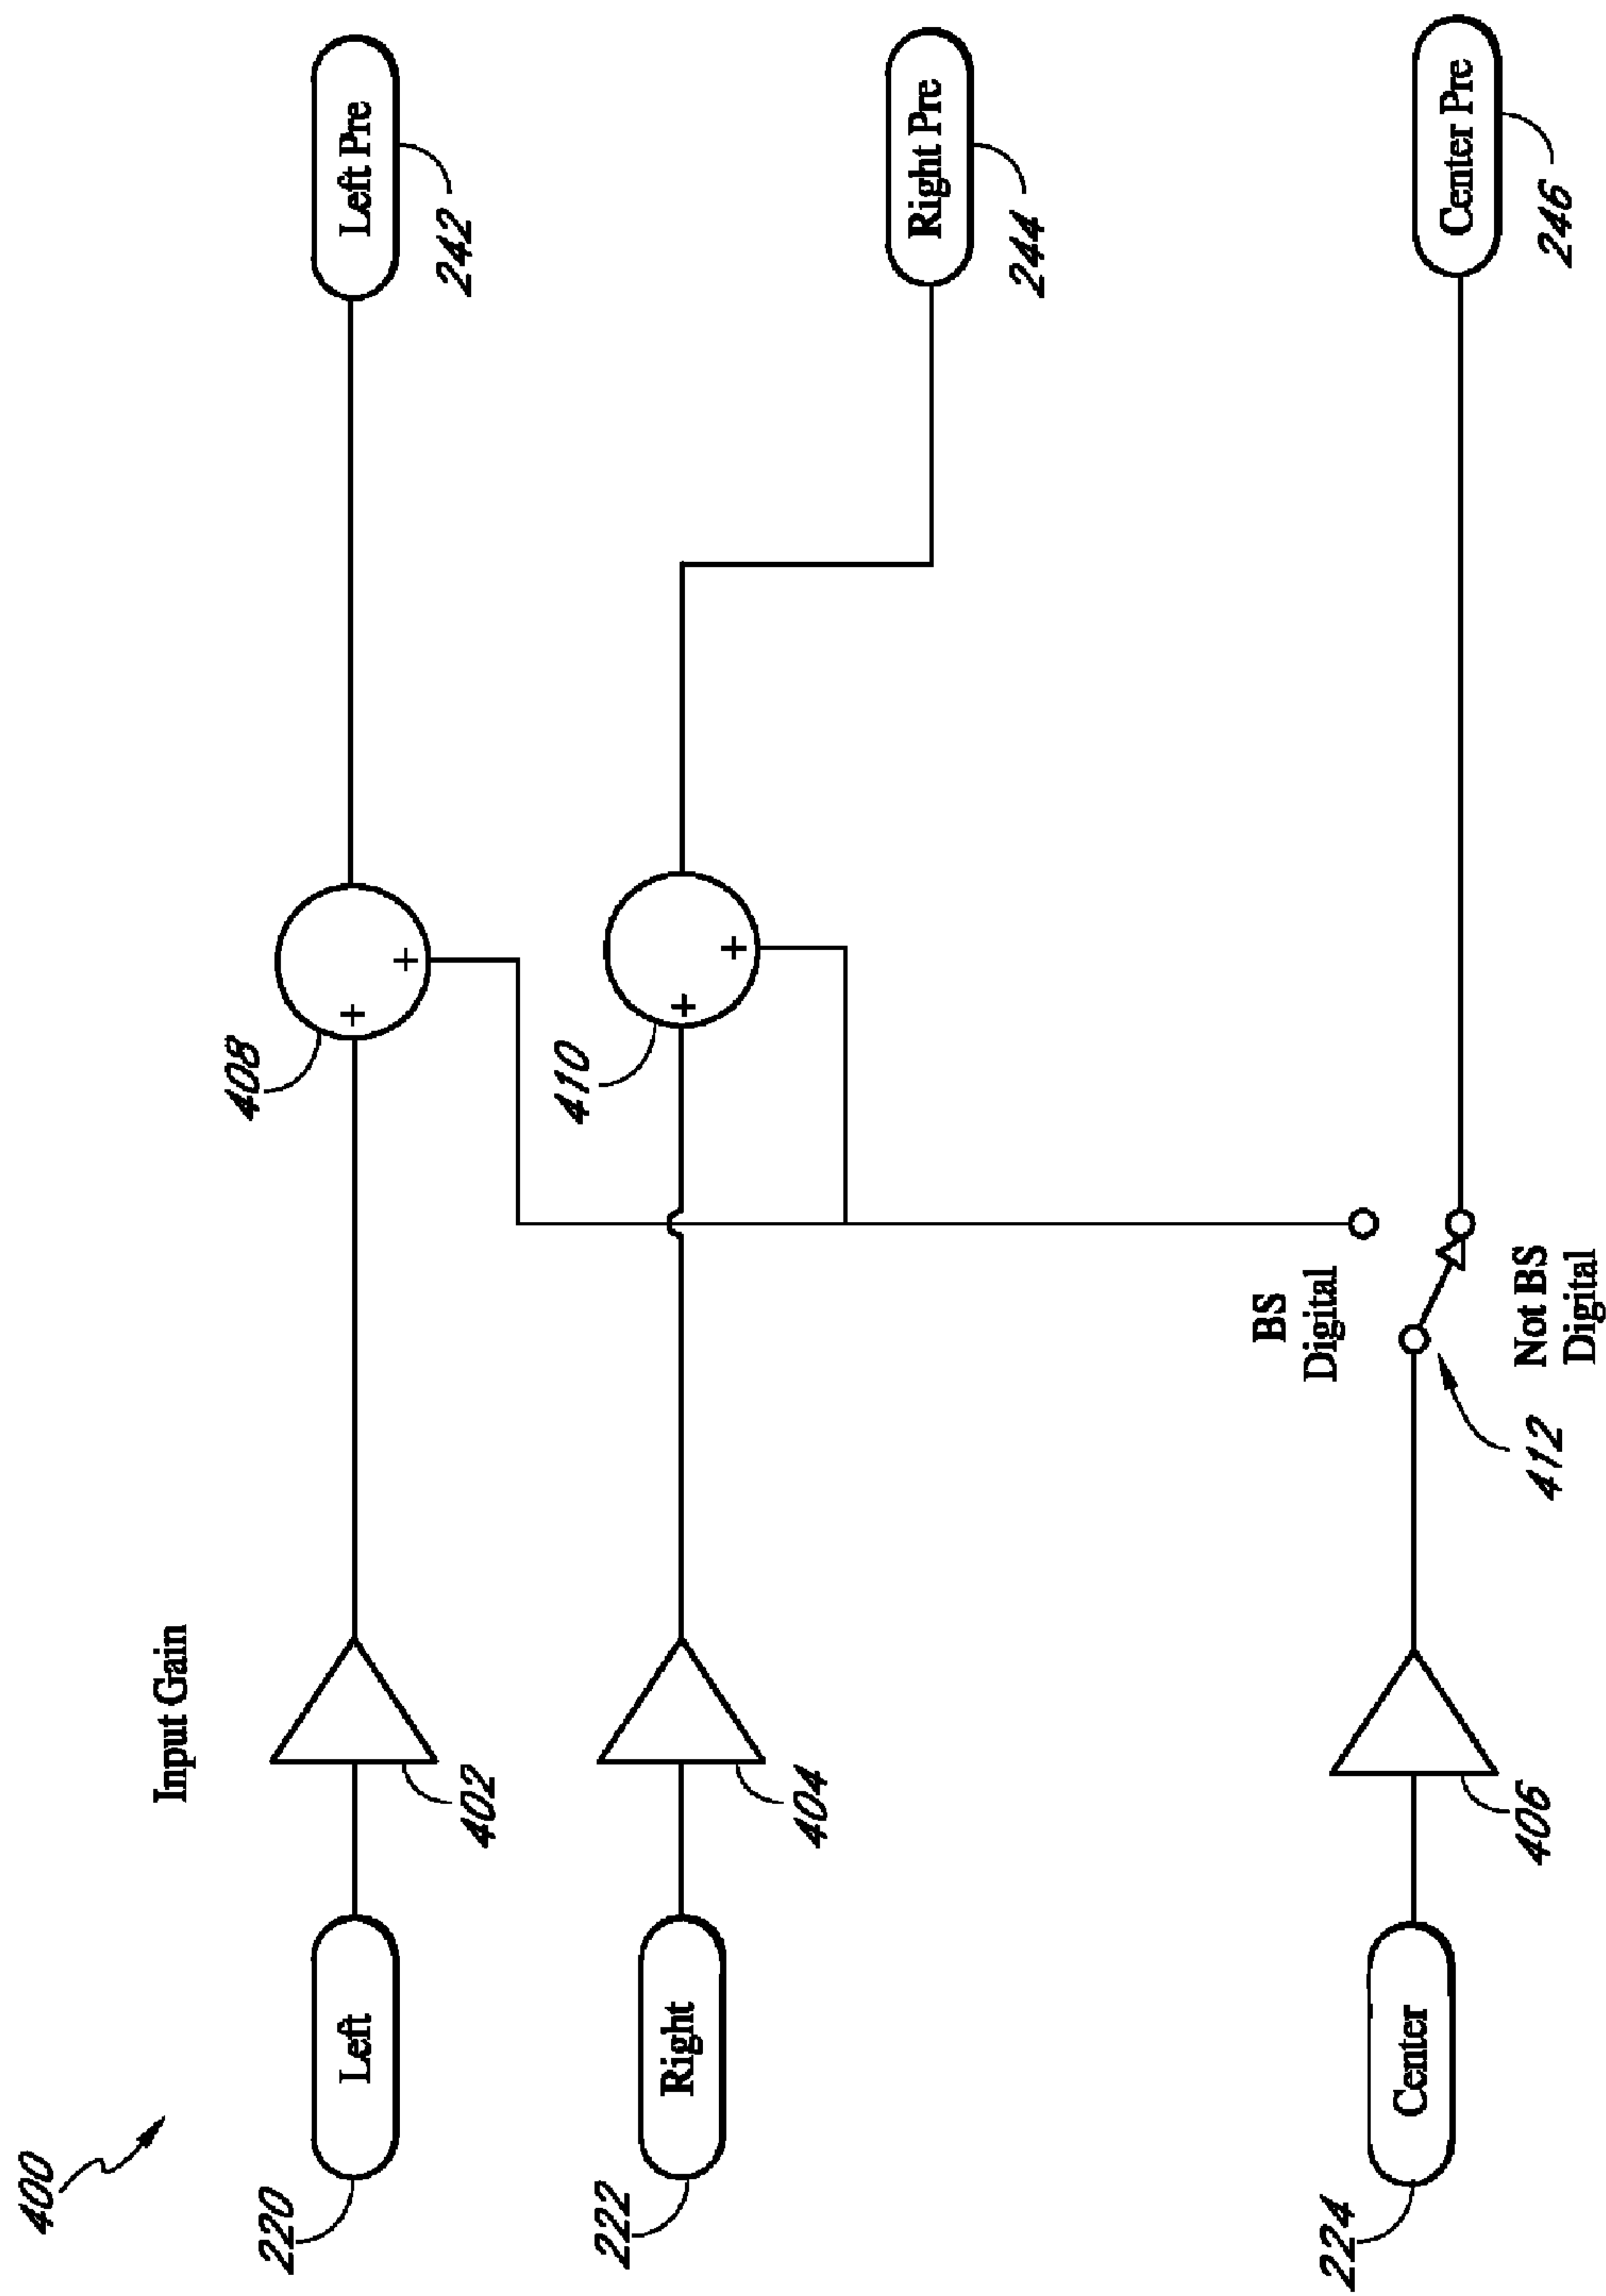 400
Input Gain
220
Left
402
408
Left Pre
242
222
Right
404
410
Right Pre
244
BS
Digital
224
Center
406
412
Not BS
Digital
Center Pre
246
+
+
+
+